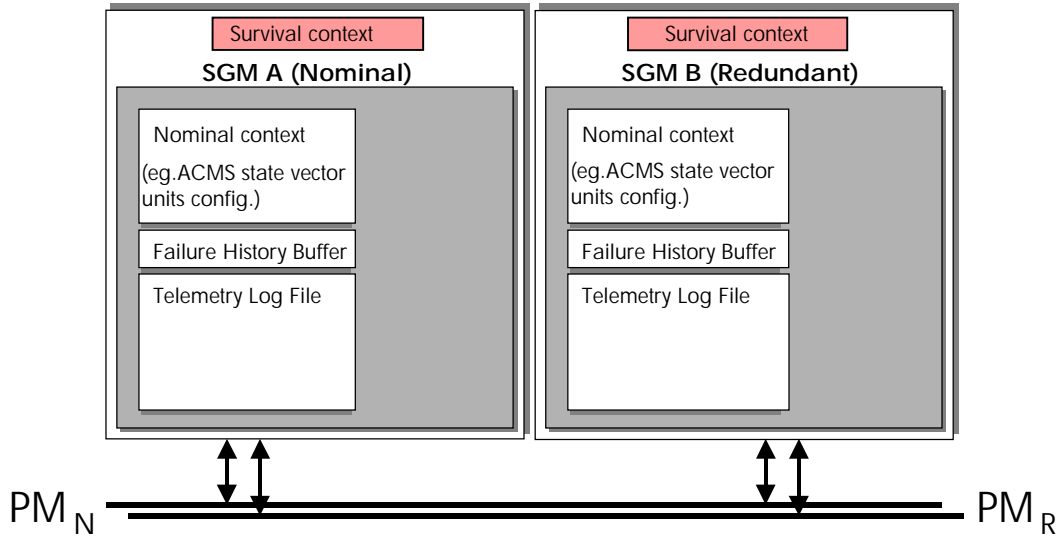 Survival context
SGM A (Nominal)
Nominal context
(eg.ACMS state vector
units config.)
Failure History Buffer
Telemetry Log File
Survival context
SGM B (Redundant)
Nominal context
(eg.ACMS state vector
units config.)
Failure History Buffer
Telemetry Log File
PM N
PM R